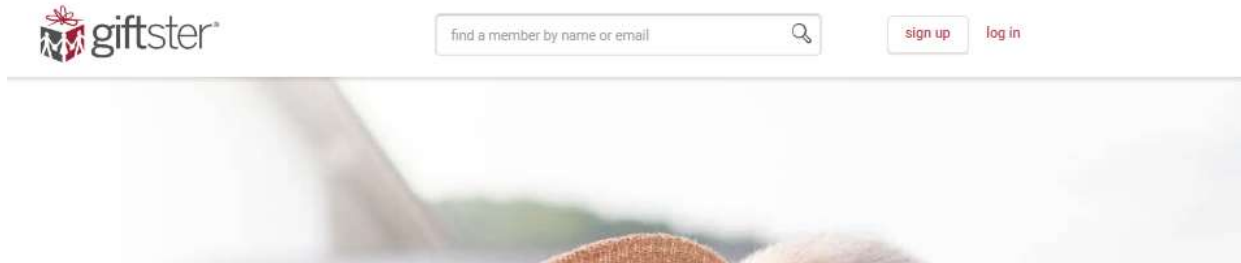 giftster®
find a member by name or email
sign up
log in